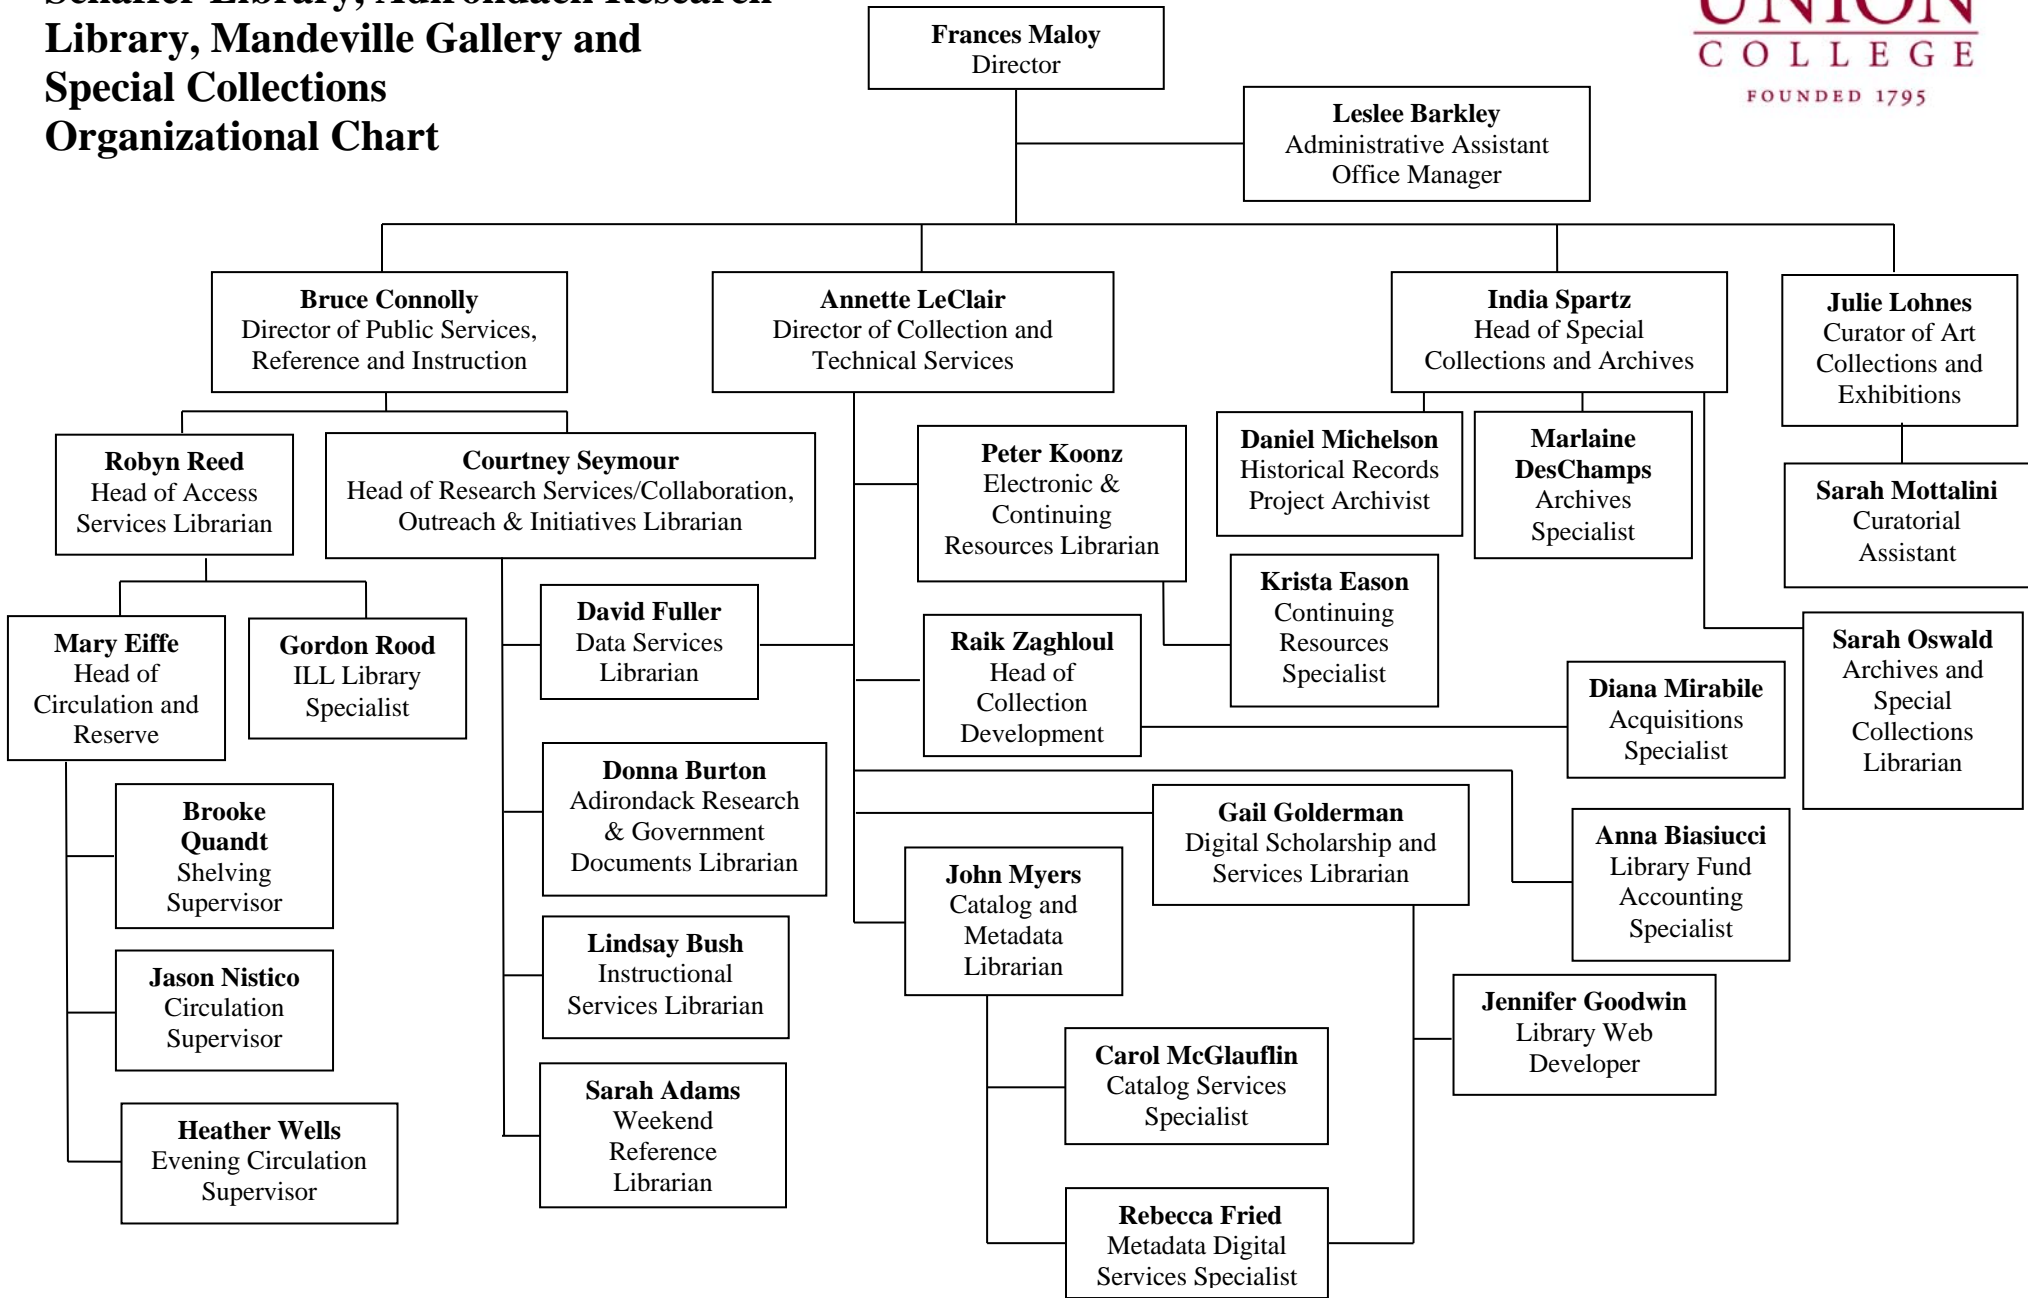 Schaffer Library, Adirondack Research
Library, Mandeville Gallery and
Special Collections
Organizational Chart
UNION
COLLEGE
FOUNDED 1795
Frances Maloy
Director
Leslee Barkley
Administrative Assistant
Office Manager
Bruce Connolly
Director of Public Services,
Reference and Instruction
Annette LeClair
Director of Collection and
Technical Services
India Spartz
Head of Special
Collections and Archives
Julie Lohnes
Curator of Art
Collections and
Exhibitions
Robyn Reed
Head of Access
Services Librarian
Courtney Seymour
Head of Research Services/Collaboration,
Outreach & Initiatives Librarian
Peter Koonz
Electronic &
Continuing
Resources Librarian
Daniel Michelson
Historical Records
Project Archivist
Marlaine
DesChamps
Archives
Specialist
Sarah Mottalini
Curatorial
Assistant
Krista Eason
Continuing
Resources
Specialist
Mary Eiffe
Head of
Circulation and
Reserve
Gordon Rood
ILL Library
Specialist
David Fuller
Data Services
Librarian
Raik Zaghloul
Head of
Collection
Development
Diana Mirabile
Acquisitions
Specialist
Sarah Oswald
Archives and
Special
Collections
Librarian
Brooke
Quandt
Shelving
Supervisor
Donna Burton
Adirondack Research
& Government
Documents Librarian
Gail Golderman
Digital Scholarship and
Services Librarian
Anna Biasiucci
Library Fund
Accounting
Specialist
John Myers
Catalog and
Metadata
Librarian
Lindsay Bush
Instructional
Services Librarian
Jason Nistico
Circulation
Supervisor
Jennifer Goodwin
Library Web
Developer
Carol McGlauflin
Catalog Services
Specialist
Sarah Adams
Weekend
Reference
Librarian
Heather Wells
Evening Circulation
Supervisor
Rebecca Fried
Metadata Digital
Services Specialist